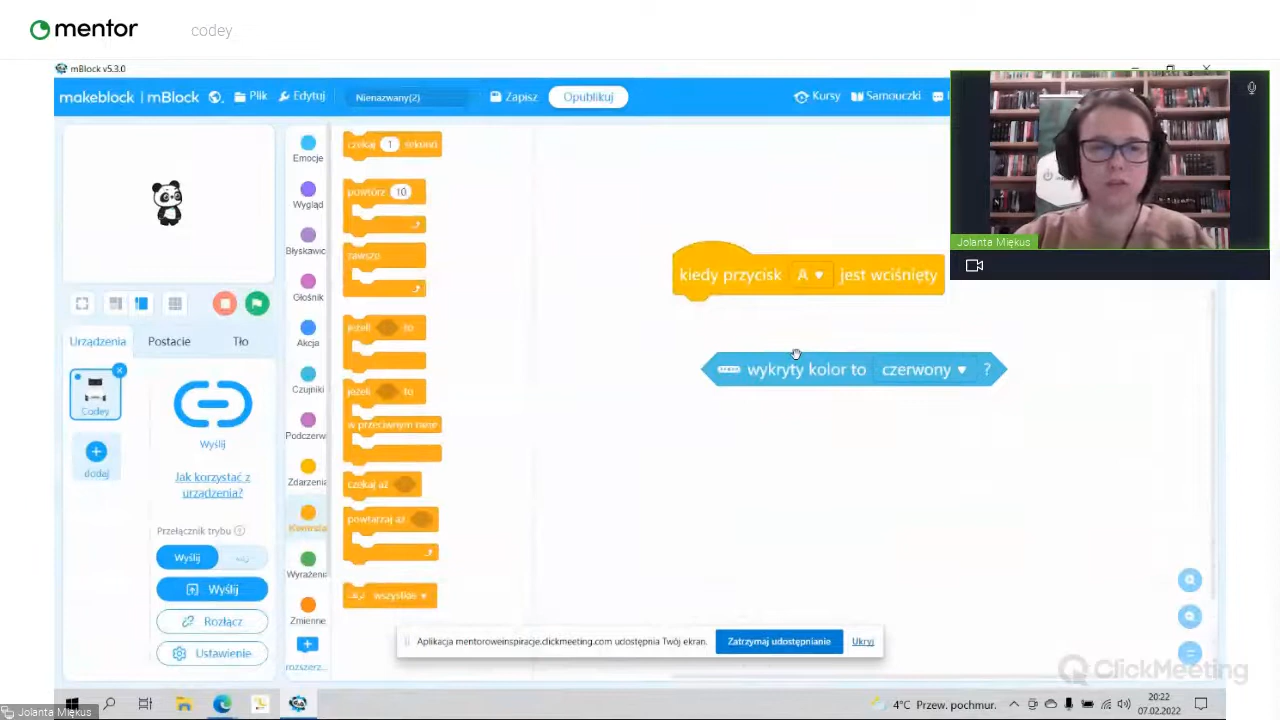 mentor
codey
mBlock v5.3.0
makeblock | mBlock
Plik
Edytuj
Nienazwany(2)
Zapisz
Opublikuj
Kursy
Samouczki
Jolanta Miękus
Emocje
Wygląd
Błyskawic
Głośnik
Akcja
Czujniki
Podczerw
Zdarzenia
Kontrola
Wyrażenia
Zmienne
rozszerz...
czekaj 1 sekund
powtórz 10
zawsze
jeżeli to
jeżeli to
w przeciwnym razie
czekaj aż
powtarzaj aż
wszystkie
kiedy przycisk A jest wciśnięty
wykryty kolor to czerwony ?
Urządzenia
Postacie
Tło
Codey
dodaj
Wyślij
Jak korzystać z
urządzenia?
Przełącznik trybu
Wyślij
Wyślij
Rozłącz
Ustawienie
Aplikacja mentoroweinspiracje.clickmeeting.com udostępnia Twój ekran.
Zatrzymaj udostępnianie
Ukryj
ClickMeeting
4°C Przew. pochmur.
20:22
07.02.2022
Jolanta Miękus